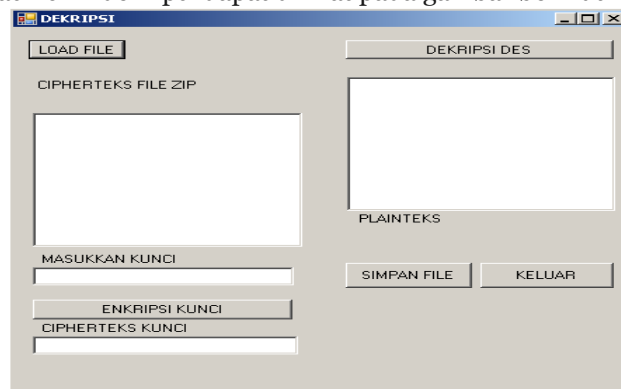 DEKRIPSI
LOAD FILE
CIPHERTEKS FILE ZIP
MASUKKAN KUNCI
ENKRIPSI KUNCI
CIPHERTEKS KUNCI
DEKRIPSI DES
PLAINTEKS
SIMPAN FILE
KELUAR